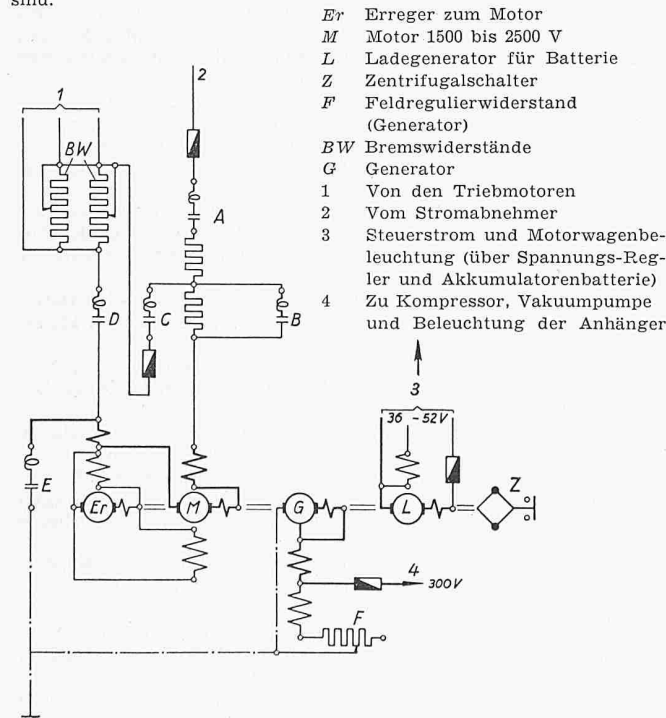 sind.
Er Erreger zum Motor
M Motor 1500 bis 2500 V
L Ladegenerator für Batterie
Z Zentrifugalschalter
F Feldregulierwiderstand
(Generator)
BW Bremswiderstände
G Generator
1 Von den Triebmotoren
2 Vom Stromabnehmer
3 Steuerstrom und Motorwagenbe-
leuchtung (über Spannungs-Reg-
ler und Akkumulatorenbatterie)
4 Zu Kompressor, Vakuumpumpe
und Beleuchtung der Anhänger
2
1
BW
A
D
C
B
3
36 - 52V
E
Er
M
G
L
Z
4
300V
F